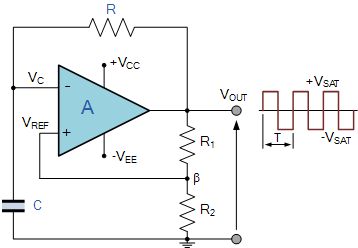 R
+Vcc
Vc
-
A
VREF
+
-VEE
VOUT
+VSAT
T
-VSAT
R1
β
R2
C